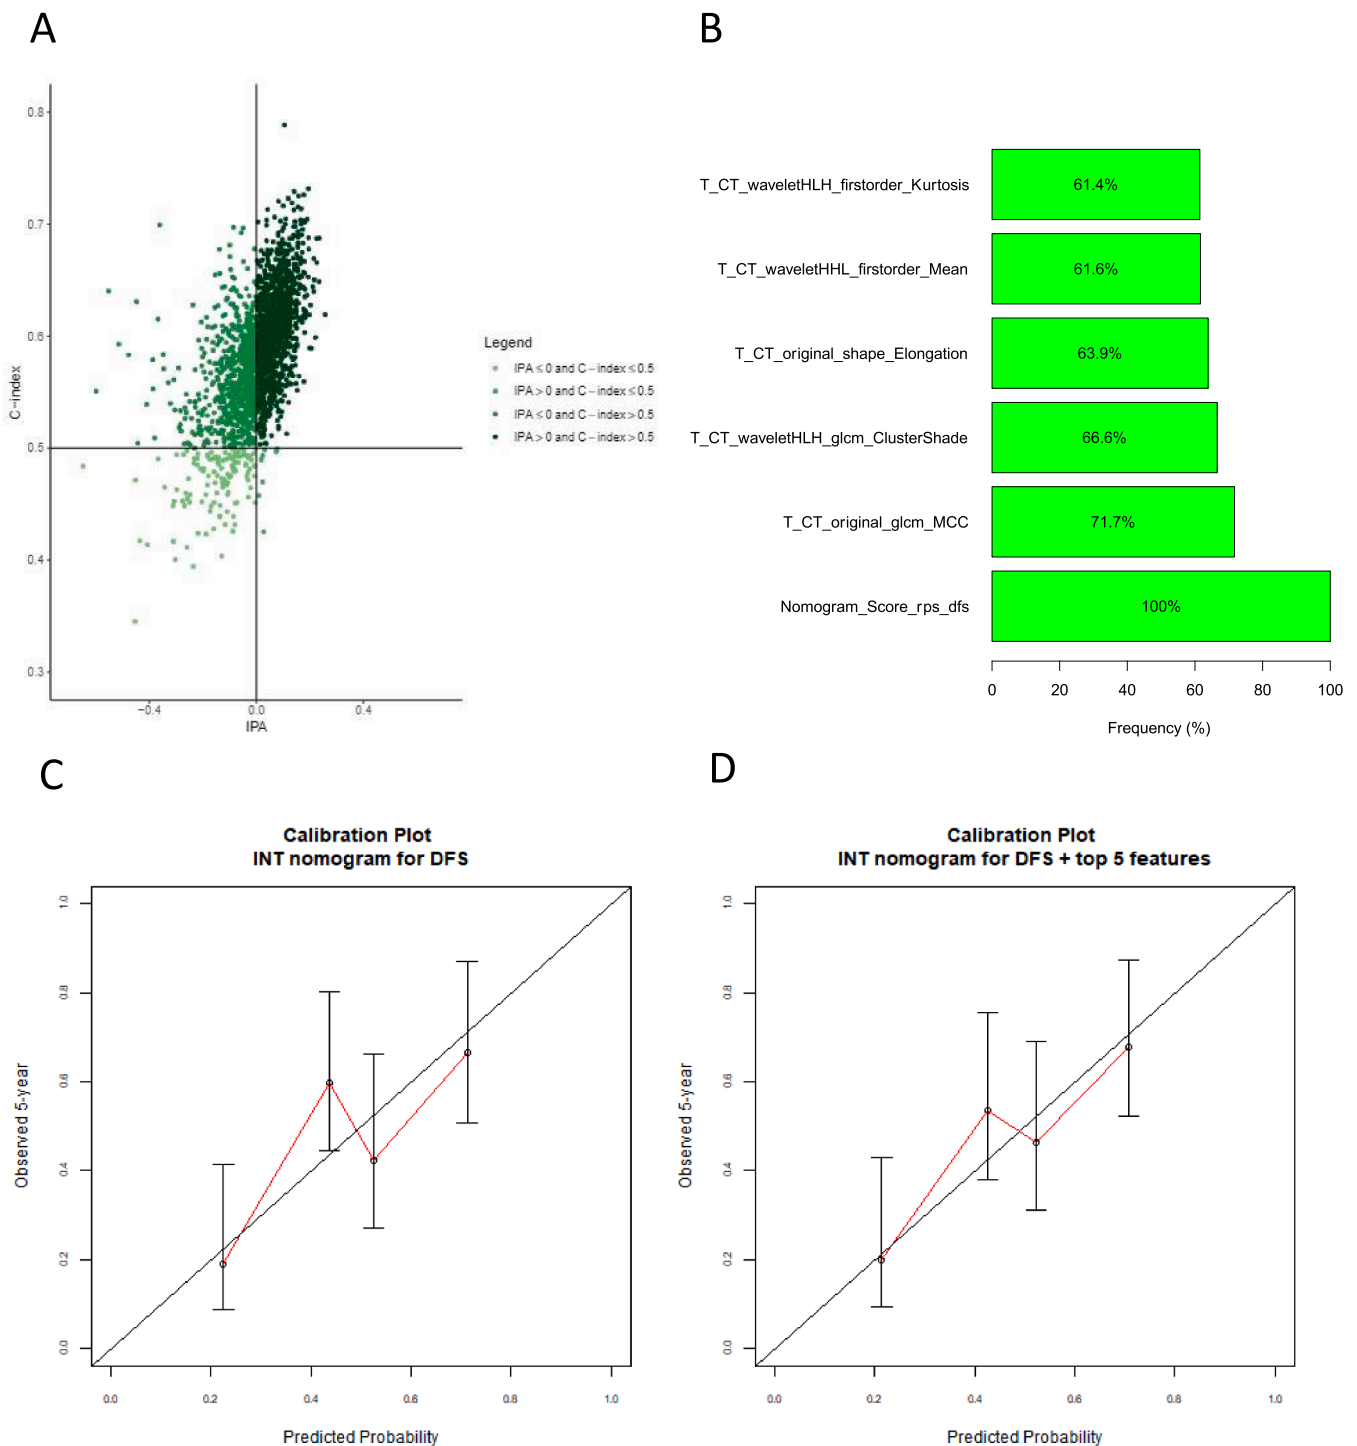 A
0.8
0.7
0.6
0.5
0.4
0.3
C-index
−0.4
0.0
0.4
IPA
Legend
IPA ≤ 0 and C − index ≤ 0.5
IPA > 0 and C − index ≤ 0.5
IPA ≤ 0 and C − index > 0.5
IPA > 0 and C − index > 0.5
B
T_CT_waveletHLH_firstorder_Kurtosis
61.4%
T_CT_waveletHHL_firstorder_Mean
61.6%
T_CT_original_shape_Elongation
63.9%
T_CT_waveletHLH_glcm_ClusterShade
66.6%
T_CT_original_glcm_MCC
71.7%
Nomogram_Score_rps_dfs
100%
0 20 40 60 80 100
Frequency (%)
C
Calibration Plot
INT nomogram for DFS
1.0
0.8
0.6
0.4
0.2
0.0
Observed 5-year
0.0 0.2 0.4 0.6 0.8 1.0
Predicted Probability
D
Calibration Plot
INT nomogram for DFS + top 5 features
1.0
0.8
0.6
0.4
0.2
0.0
Observed 5-year
0.0 0.2 0.4 0.6 0.8 1.0
Predicted Probability